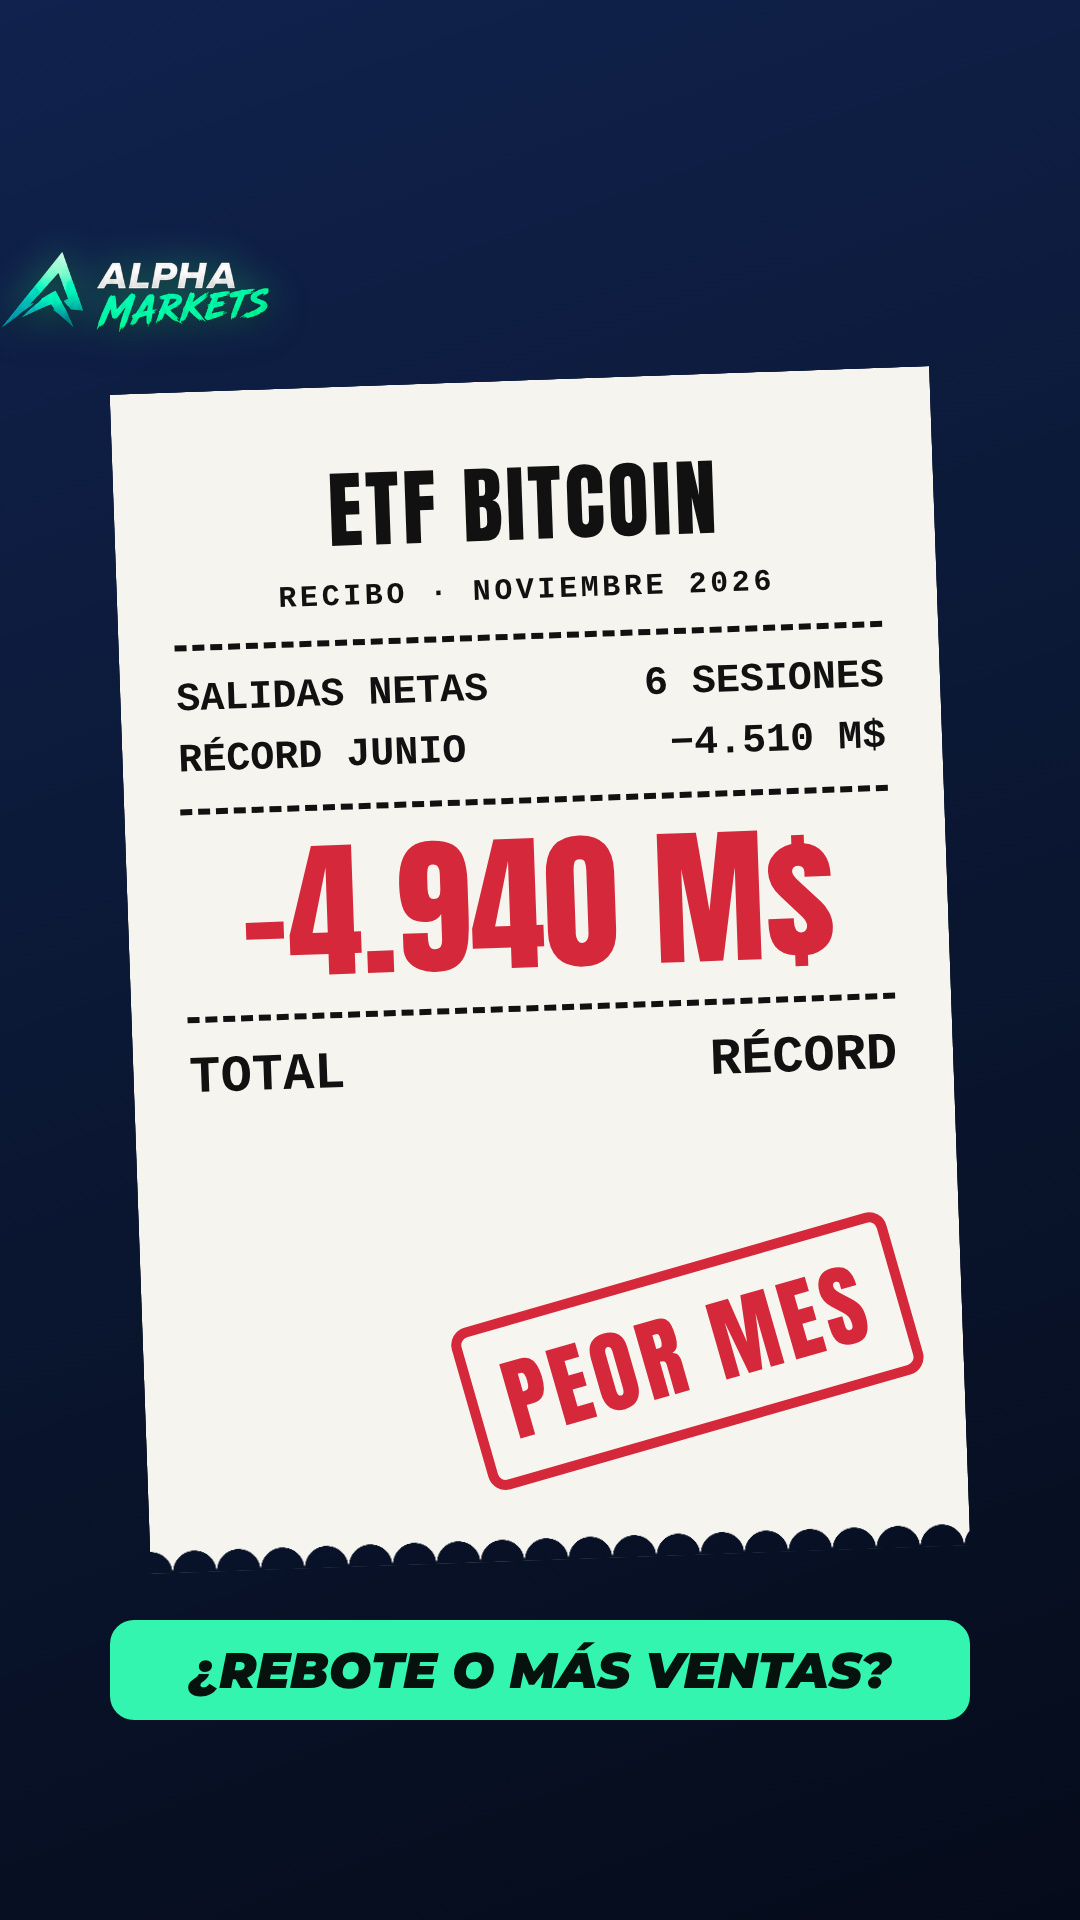 ALPHA
MARKETS
ETF BITCOIN
RECIBO · NOVIEMBRE 2026
SALIDAS NETAS 6 SESIONES
RÉCORD JUNIO −4.510 M$
-4.940 M$
TOTAL RÉCORD
PEOR MES
¿REBOTE O MÁS VENTAS?